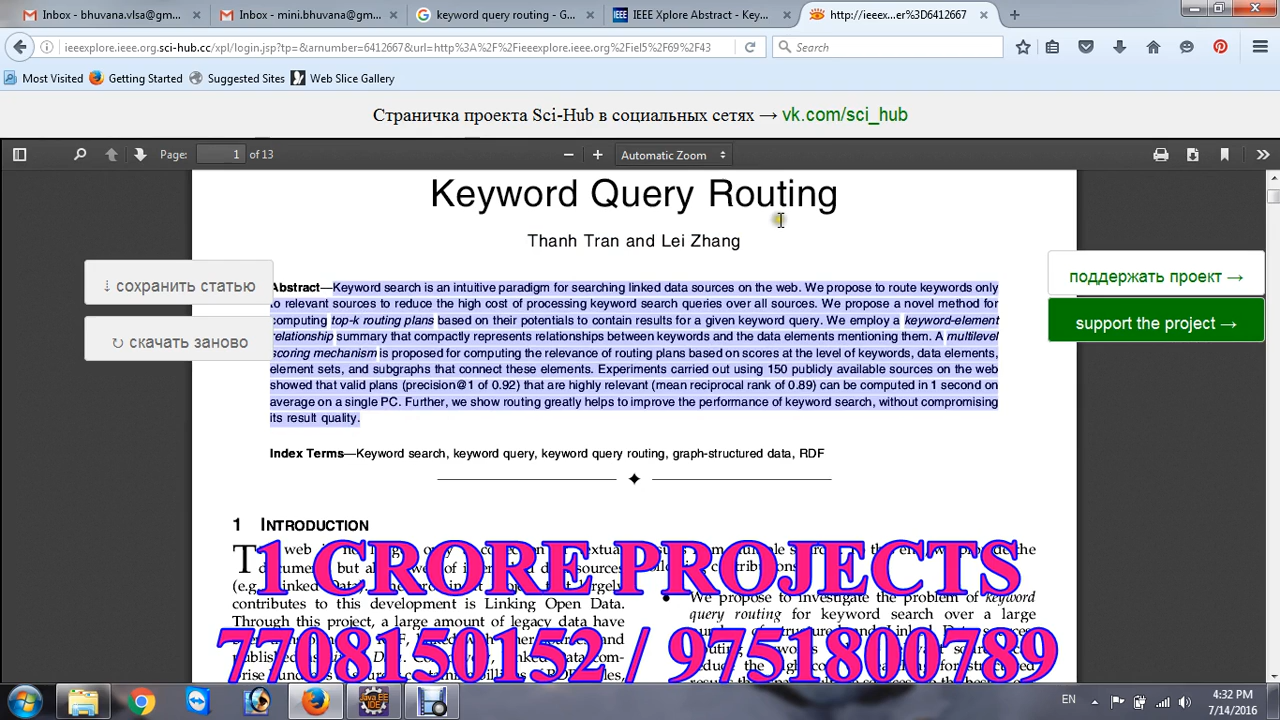 Inbox - bhuvana.vlsa@gm...
Inbox - mini.bhuvana@gm...
keyword query routing - G...
IEEE Xplore Abstract - Key...
http://ieeex...er%3D6412667
ieeexplore.ieee.org.sci-hub.cc/xpl/login.jsp?tp=&arnumber=6412667&url=http%3A%2F%2Fieeexplore.ieee.org%2Fiel5%2F69%2F43
Search
Most Visited
Getting Started
Suggested Sites
Web Slice Gallery
Страничка проекта Sci-Hub в социальных сетях → vk.com/sci_hub
Page: 1 of 13
Automatic Zoom
Keyword Query Routing
Thanh Tran and Lei Zhang
↓ сохранить статью
↻ скачать заново
поддержать проект →
support the project →
Abstract—Keyword search is an intuitive paradigm for searching linked data sources on the web. We propose to route keywords only
to relevant sources to reduce the high cost of processing keyword search queries over all sources. We propose a novel method for
computing top-k routing plans based on their potentials to contain results for a given keyword query. We employ a keyword-element
relationship summary that compactly represents relationships between keywords and the data elements mentioning them. A multilevel
scoring mechanism is proposed for computing the relevance of routing plans based on scores at the level of keywords, data elements,
element sets, and subgraphs that connect these elements. Experiments carried out using 150 publicly available sources on the web
showed that valid plans (precision@1 of 0.92) that are highly relevant (mean reciprocal rank of 0.89) can be computed in 1 second on
average on a single PC. Further, we show routing greatly helps to improve the performance of keyword search, without compromising
its result quality.
Index Terms—Keyword search, keyword query, keyword query routing, graph-structured data, RDF
1 INTRODUCTION
contributes to this development is Linking Open Data.
Through this project, a large amount of legacy data have
We propose to investigate the problem of keyword
query routing for keyword search over a large
1 CRORE PROJECTS
7708150152 / 9751800789
EN
4:32 PM
7/14/2016